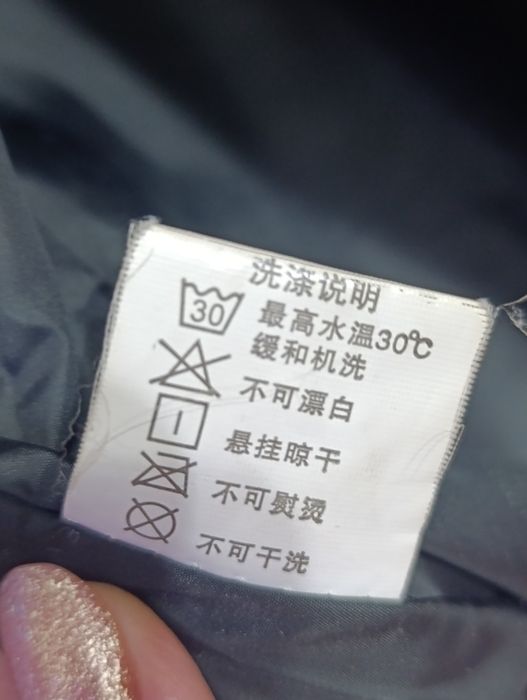 洗涤说明
30
最高水温30℃
缓和机洗
不可漂白
悬挂晾干
不可熨烫
不可干洗